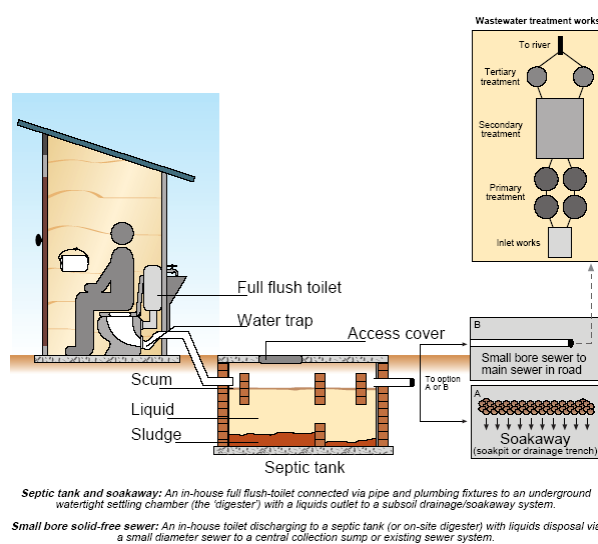 Wastewater treatment works
To river
Tertiary
treatment
Secondary
treatment
Primary
treatment
Inlet works
Full flush toilet
Water trap
Access cover
Scum
Liquid
Sludge
Septic tank
To option
A or B
B
Small bore sewer to
main sewer in road
A
Soakaway
(soakpit or drainage trench)
Septic tank and soakaway: An in-house full flush-toilet connected via pipe and plumbing fixtures to an underground
watertight settling chamber (the 'digester') with a liquids outlet to a subsoil drainage/soakaway system.
Small bore solid-free sewer: An in-house toilet discharging to a septic tank (or on-site digester) with liquids disposal via
a small diameter sewer to a central collection sump or existing sewer system.